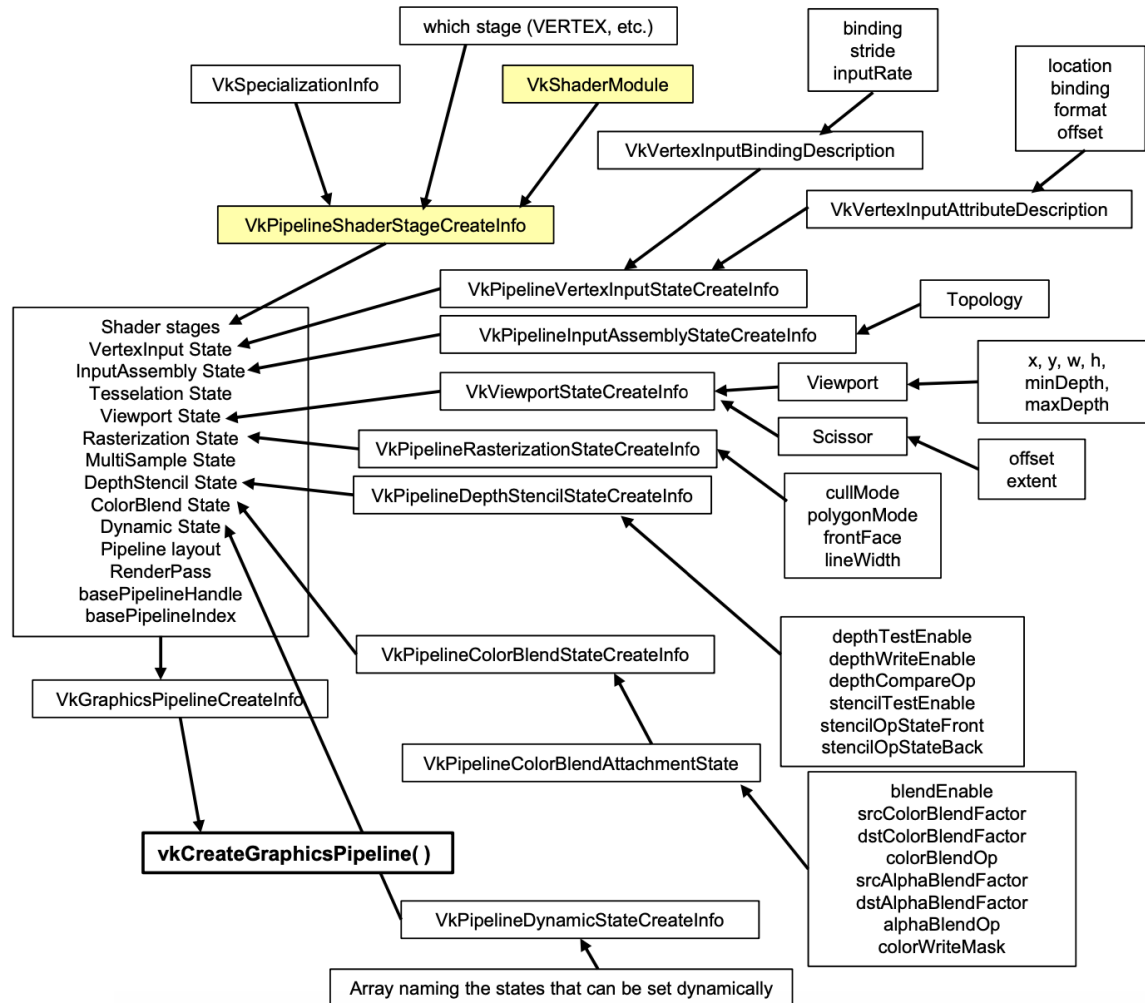 which stage (VERTEX, etc.)
binding
stride
inputRate
location
binding
format
offset
VkSpecializationInfo
VkShaderModule
VkVertexInputBindingDescription
VkPipelineShaderStageCreateInfo
VkVertexInputAttributeDescription
VkPipelineVertexInputStateCreateInfo
Topology
Shader stages
VertexInput State
InputAssembly State
Tesselation State
Viewport State
Rasterization State
MultiSample State
DepthStencil State
ColorBlend State
Dynamic State
Pipeline layout
RenderPass
basePipelineHandle
basePipelineIndex
VkPipelineInputAssemblyStateCreateInfo
VkViewportStateCreateInfo
Viewport
x, y, w, h,
minDepth,
maxDepth
Scissor
offset
extent
VkPipelineRasterizationStateCreateInfo
VkPipelineDepthStencilStateCreateInfo
cullMode
polygonMode
frontFace
lineWidth
VkPipelineColorBlendStateCreateInfo
depthTestEnable
depthWriteEnable
depthCompareOp
stencilTestEnable
stencilOpStateFront
stencilOpStateBack
VkGraphicsPipelineCreateInfo
VkPipelineColorBlendAttachmentState
blendEnable
srcColorBlendFactor
dstColorBlendFactor
colorBlendOp
srcAlphaBlendFactor
dstAlphaBlendFactor
alphaBlendOp
colorWriteMask
vkCreateGraphicsPipeline( )
VkPipelineDynamicStateCreateInfo
Array naming the states that can be set dynamically